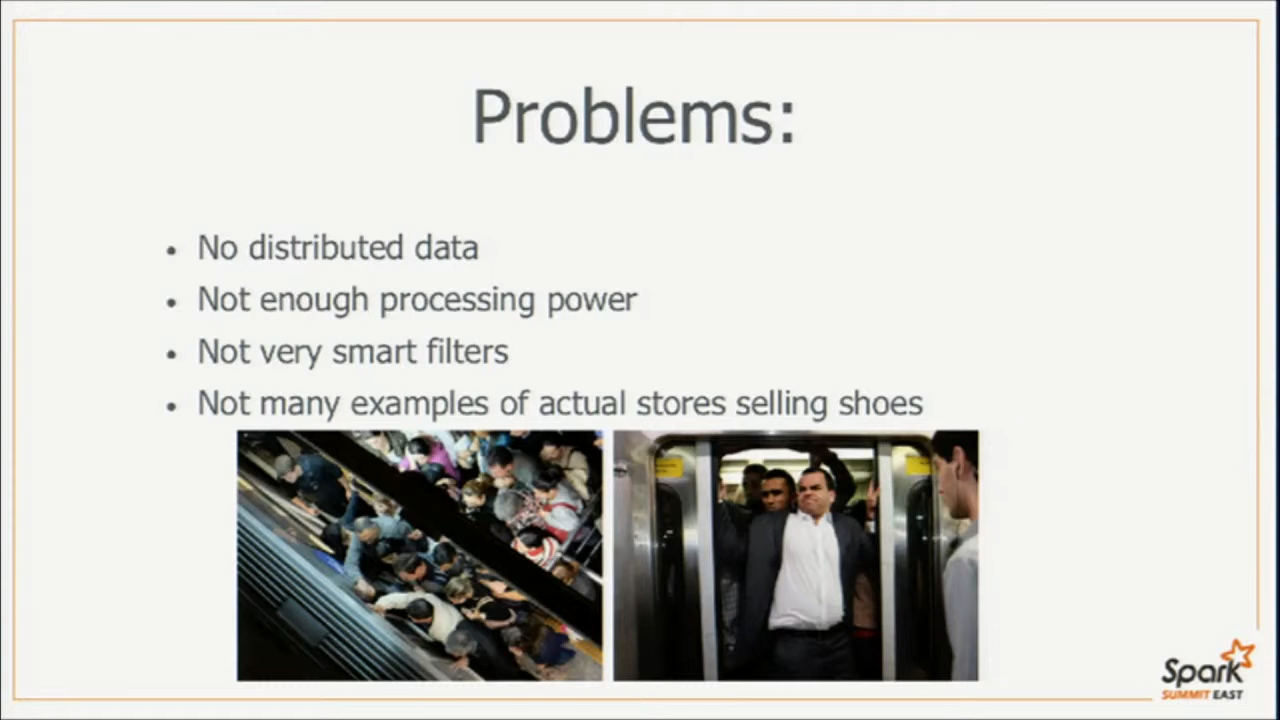 Problems:
• No distributed data
• Not enough processing power
• Not very smart filters
• Not many examples of actual stores selling shoes
Spark
SUMMIT EAST